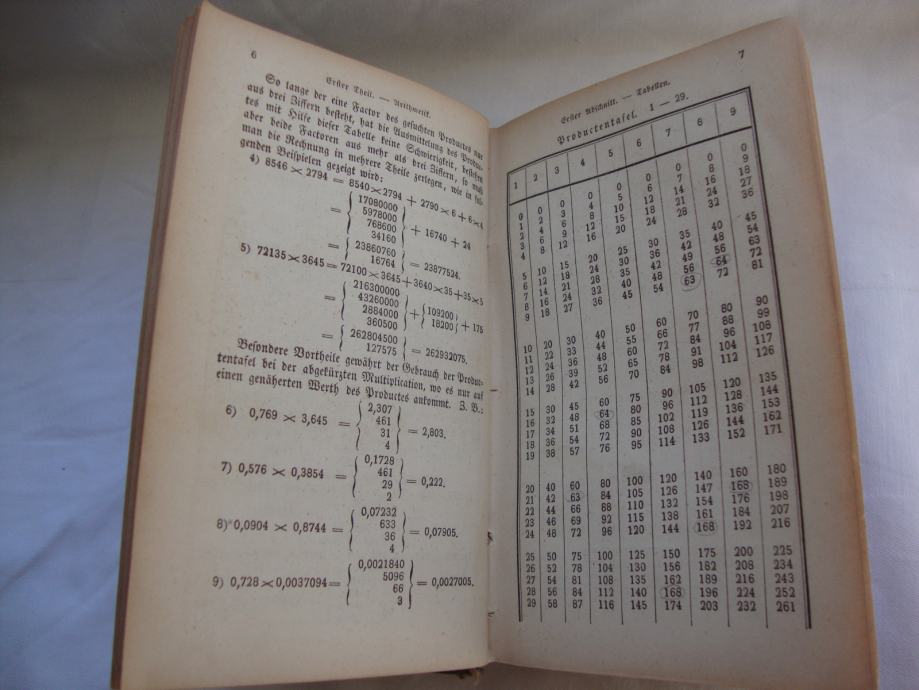 6
Erster Theil. — Arithmetik.
So lange der eine Factor des gesuchten Productes nur
aus drei Ziffern besteht, hat die Ausmittelung des Produc-
tes mit Hilfe dieser Tabelle keine Schwierigkeit, bestehen
aber beide Factoren aus mehr als drei Ziffern, so muß
man die Rechnung in mehrere Theile zerlegen, wie in fol-
genden Beispielen gezeigt wird:
4) 8546 × 2794 = 8540 × 2794 + 2790 × 6 + 6 × 4
= { 17080000
5978000
768600
34160 } + 16740 + 24
= { 23860760
16764 } = 23877524.
5) 72135 × 3645 = 72100 × 3645 + 3640 × 35 + 35 × 5
= { 216300000
43260000
2884000
360500 } + { 109200
18200 } + 175
= { 262804500
127575 } = 262932075.
Besondere Vortheile gewährt der Gebrauch der Produc-
tentafel bei der abgekürzten Multiplication, wo es nur auf
einen genäherten Werth des Productes ankommt. Z. B.:
6) 0,769 × 3,645 = { 2,307
461
31
4 } = 2,803.
7) 0,576 × 0,3854 = { 0,1728
461
29
2 } = 0,222.
8) 0,0904 × 0,8744 = { 0,07232
633
36
4 } = 0,07905.
9) 0,728 × 0,0037094 = { 0,0021840
5096
66
3 } = 0,0027005.
7
Erster Abschnitt. — Tabellen.
Productentafel. 1 — 29.
1 2 3 4 5 6 7 8 9
0 0 0 0 0 0 0 0 0
1 2 3 4 5 6 7 8 9
2 4 6 8 10 12 14 16 18
3 6 9 12 15 18 21 24 27
4 8 12 16 20 24 28 32 36
5 10 15 20 25 30 35 40 45
6 12 18 24 30 36 42 48 54
7 14 21 28 35 42 49 56 63
8 16 24 32 40 48 56 64 72
9 18 27 36 45 54 63 72 81
10 20 30 40 50 60 70 80 90
11 22 33 44 55 66 77 88 99
12 24 36 48 60 72 84 96 108
13 26 39 52 65 78 91 104 117
14 28 42 56 70 84 98 112 126
15 30 45 60 75 90 105 120 135
16 32 48 64 80 96 112 128 144
17 34 51 68 85 102 119 136 153
18 36 54 72 90 108 126 144 162
19 38 57 76 95 114 133 152 171
20 40 60 80 100 120 140 160 180
21 42 63 84 105 126 147 168 189
22 44 66 88 110 132 154 176 198
23 46 69 92 115 138 161 184 207
24 48 72 96 120 144 168 192 216
25 50 75 100 125 150 175 200 225
26 52 78 104 130 156 182 208 234
27 54 81 108 135 162 189 216 243
28 56 84 112 140 168 196 224 252
29 58 87 116 145 174 203 232 261